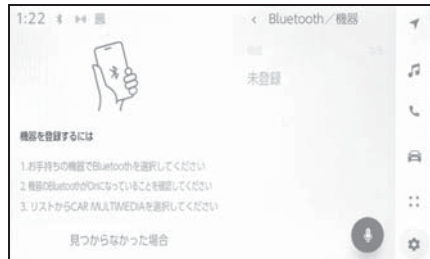 1:22
Bluetooth／機器
未登録
機器を登録するには
1.お手持ちの機器でBluetoothを選択してください
2.機器のBluetoothがOnになっていることを確認してください
3. リストからCAR MULTIMEDIAを選択してください
見つからなかった場合